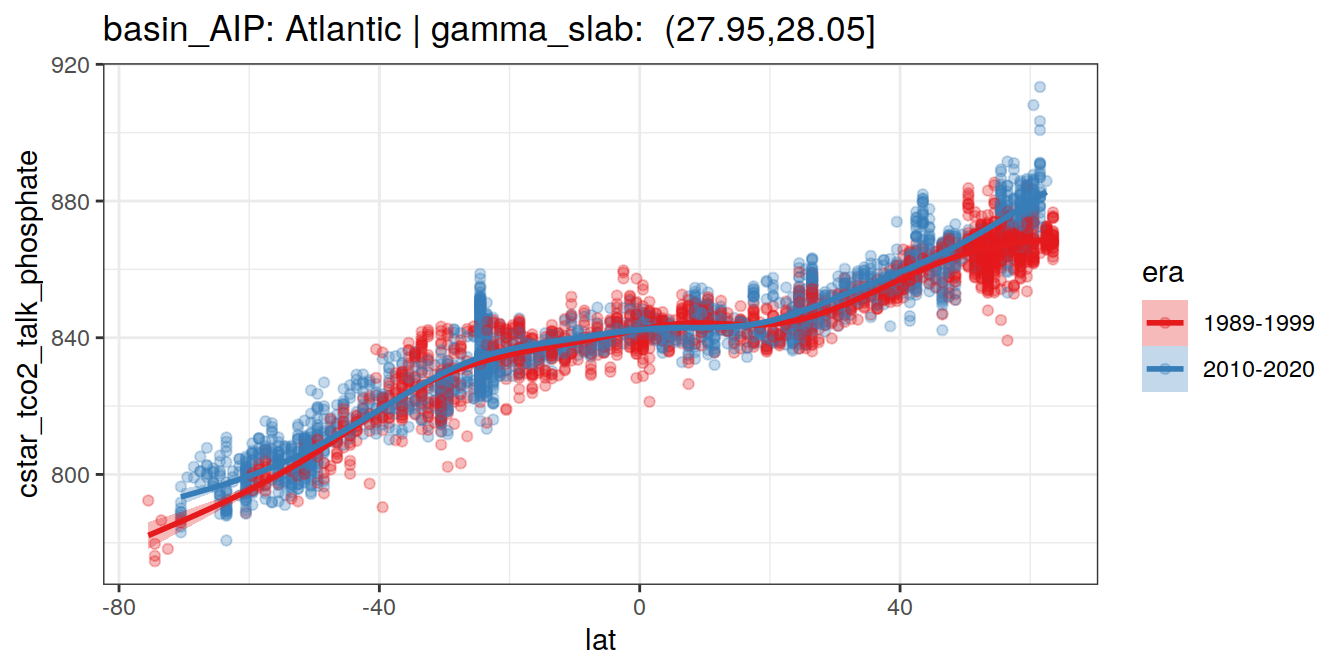 basin_AIP: Atlantic | gamma_slab:  (27.95,28.05]
cstar_tco2_talk_phosphate
920
880
840
800
-80
-40
0
40
lat
era
1989-1999
2010-2020